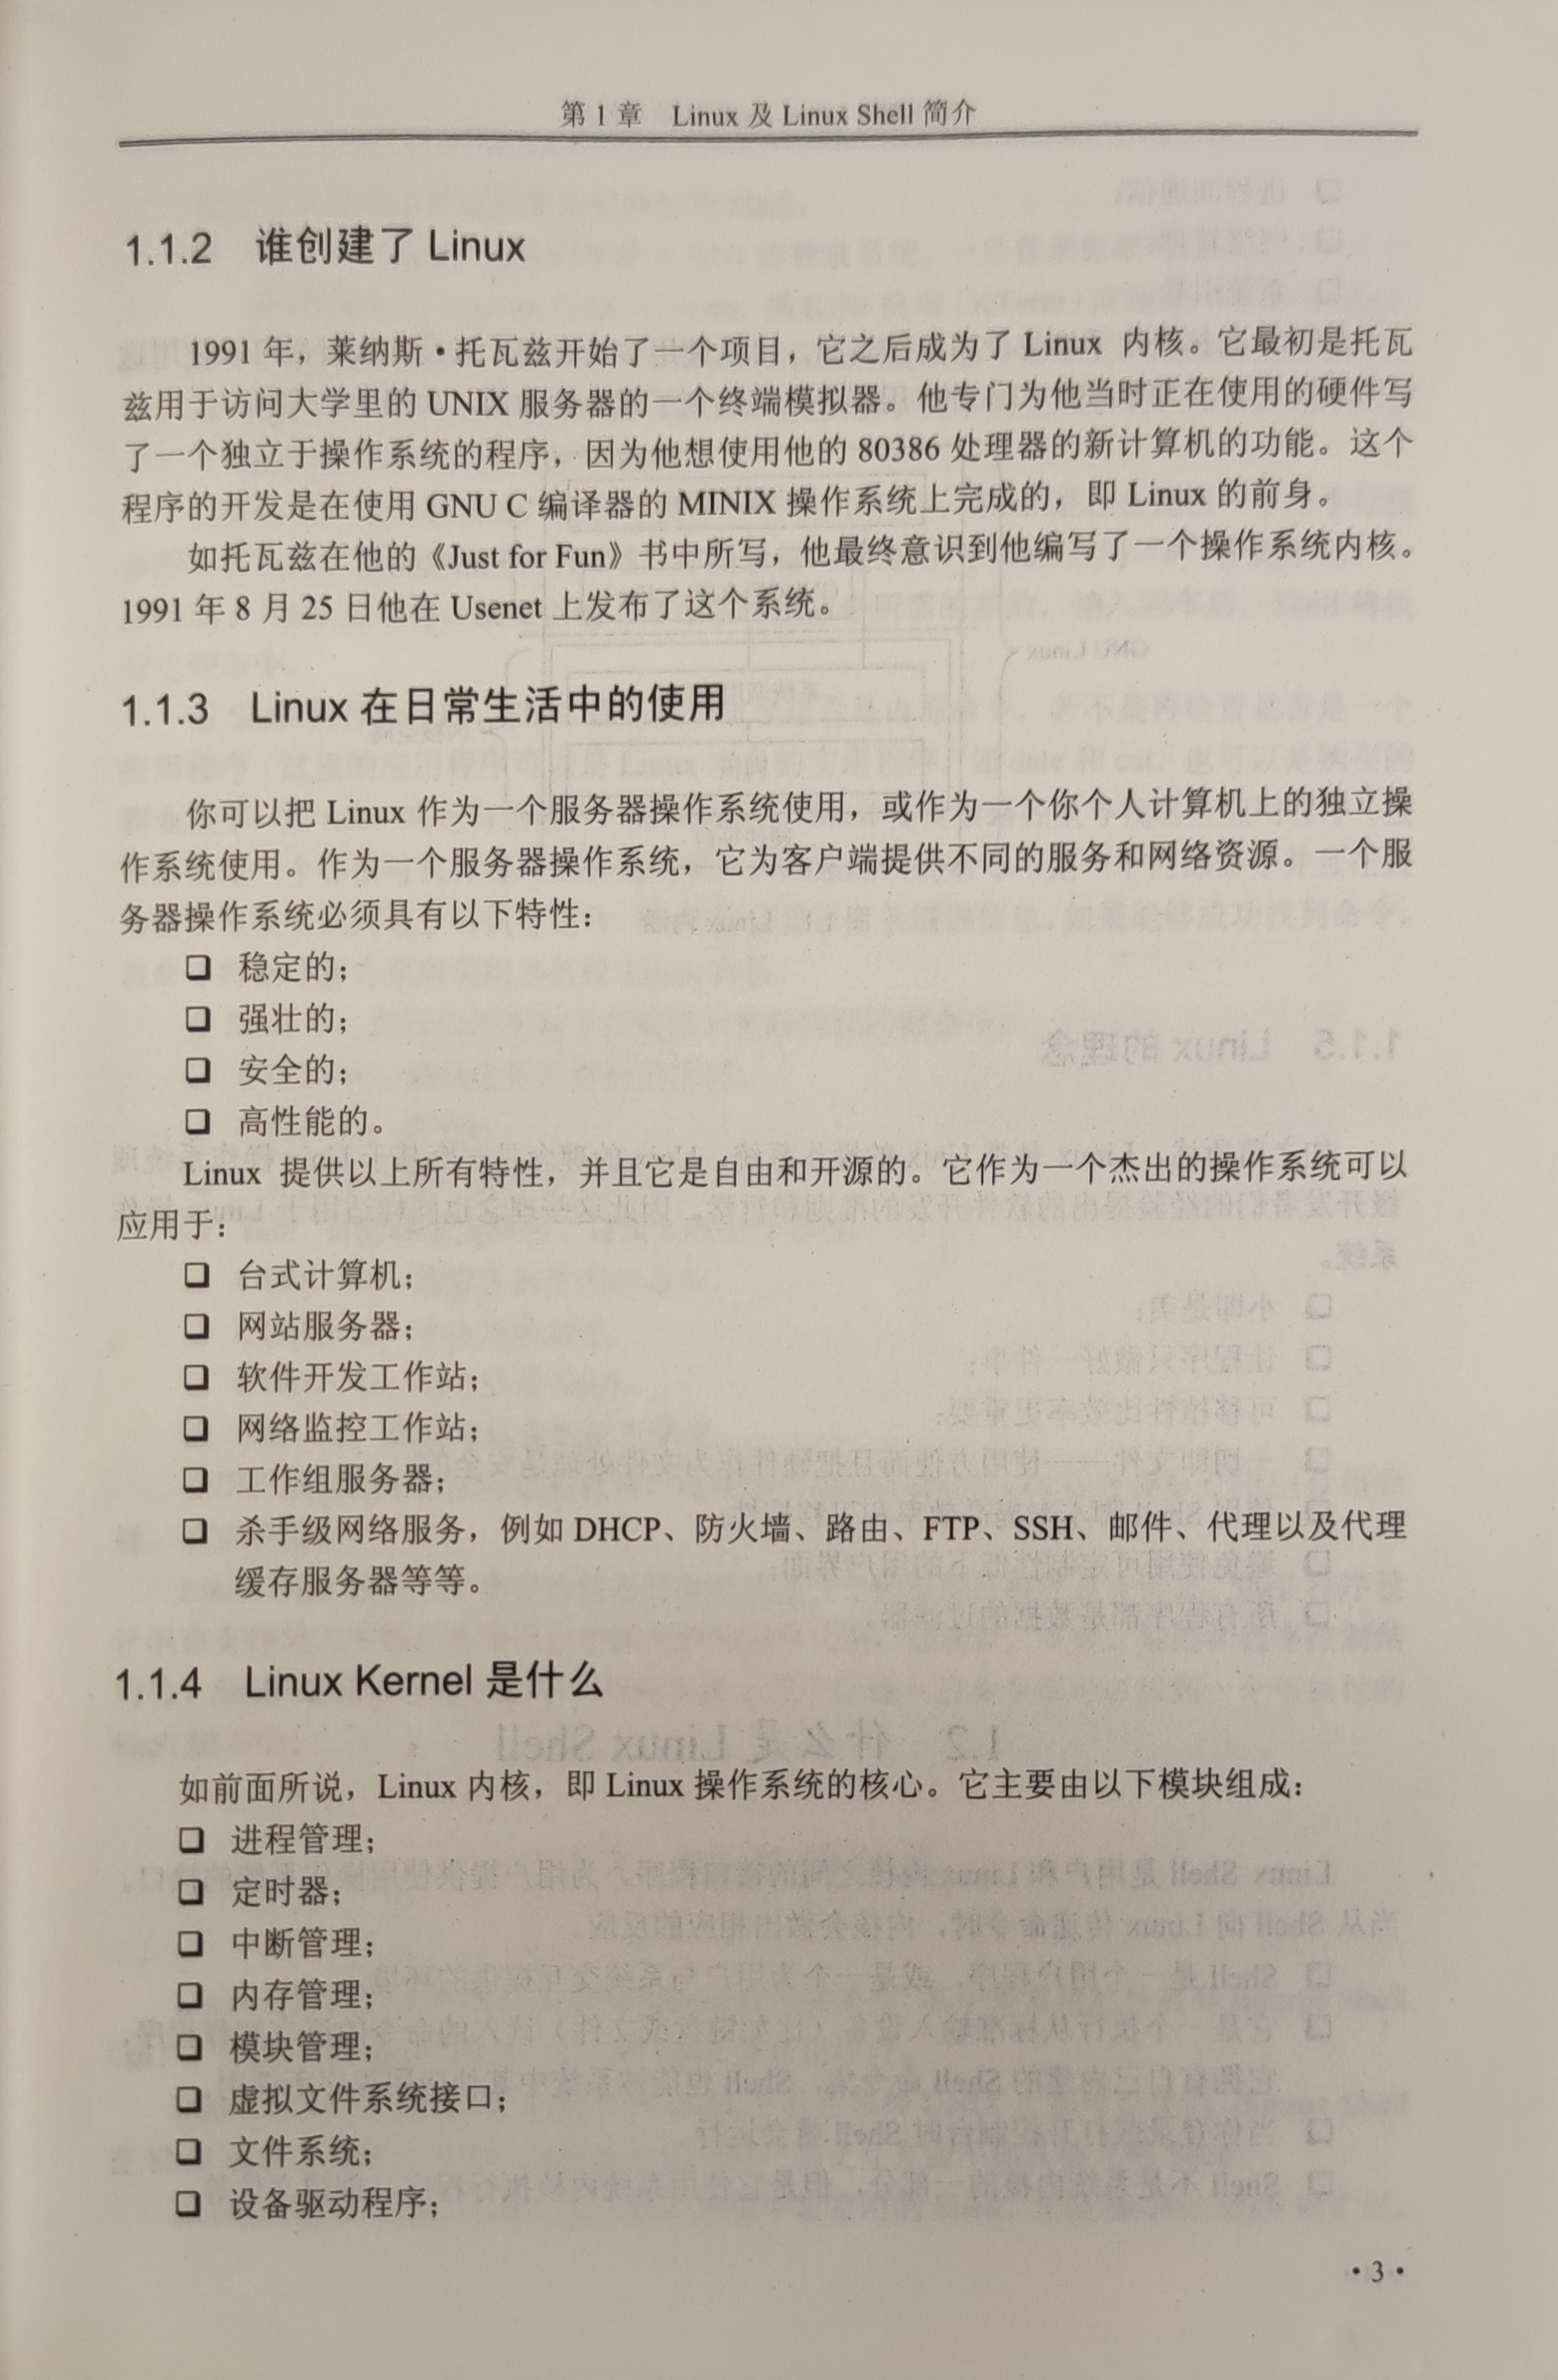 第 1 章　Linux 及 Linux Shell 简介
1.1.2　谁创建了 Linux
1991 年，莱纳斯·托瓦兹开始了一个项目，它之后成为了 Linux 内核。它最初是托瓦
兹用于访问大学里的 UNIX 服务器的一个终端模拟器。他专门为他当时正在使用的硬件写
了一个独立于操作系统的程序，因为他想使用他的 80386 处理器的新计算机的功能。这个
程序的开发是在使用 GNU C 编译器的 MINIX 操作系统上完成的，即 Linux 的前身。
如托瓦兹在他的《Just for Fun》书中所写，他最终意识到他编写了一个操作系统内核。
1991 年 8 月 25 日他在 Usenet 上发布了这个系统。
1.1.3　Linux 在日常生活中的使用
你可以把 Linux 作为一个服务器操作系统使用，或作为一个你个人计算机上的独立操
作系统使用。作为一个服务器操作系统，它为客户端提供不同的服务和网络资源。一个服
务器操作系统必须具有以下特性：
❑ 稳定的；
❑ 强壮的；
❑ 安全的；
❑ 高性能的。
Linux 提供以上所有特性，并且它是自由和开源的。它作为一个杰出的操作系统可以
应用于：
❑ 台式计算机；
❑ 网站服务器；
❑ 软件开发工作站；
❑ 网络监控工作站；
❑ 工作组服务器；
❑ 杀手级网络服务，例如 DHCP、防火墙、路由、FTP、SSH、邮件、代理以及代理
缓存服务器等等。
1.1.4　Linux Kernel 是什么
如前面所说，Linux 内核，即 Linux 操作系统的核心。它主要由以下模块组成：
❑ 进程管理；
❑ 定时器；
❑ 中断管理；
❑ 内存管理；
❑ 模块管理；
❑ 虚拟文件系统接口；
❑ 文件系统；
❑ 设备驱动程序；
·3·